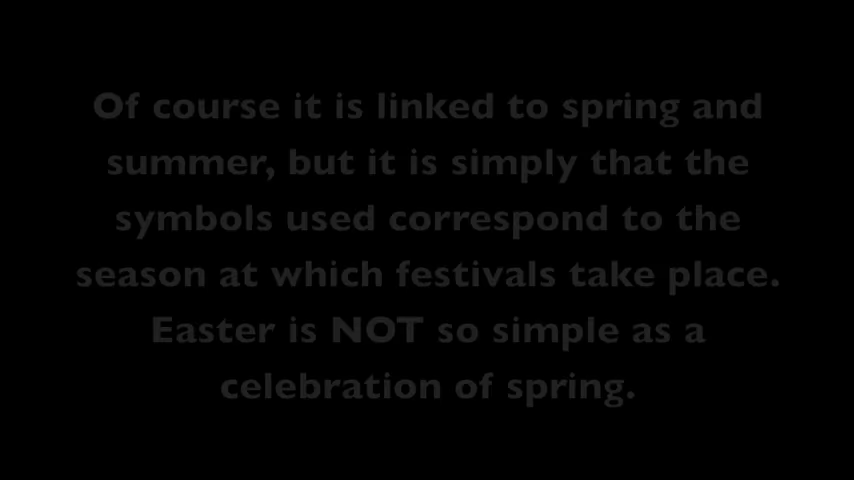 Of course it is linked to spring and
summer, but it is simply that the
symbols used correspond to the
season at which festivals take place.
Easter is NOT so simple as a
celebration of spring.